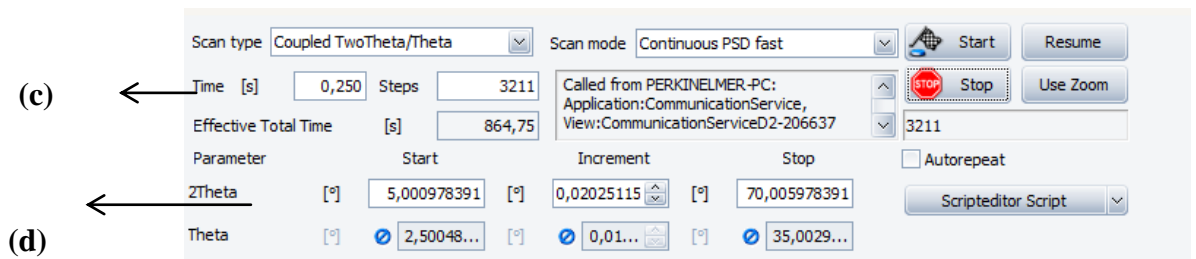 Scan type Coupled TwoTheta/Theta Scan mode Continuous PSD fast Start Resume
(c) Time [s] 0,250 Steps 3211 Called from PERKINELMER-PC: STOP Stop Use Zoom
Application:CommunicationService,
Effective Total Time [s] 864,75 View:CommunicationServiceD2-206637 3211
Parameter Start Increment Stop Autorepeat
2Theta [°] 5,000978391 [°] 0,02025115 [°] 70,005978391 Scripteditor Script
(d) Theta [°] 2,50048... [°] 0,01... [°] 35,0029...